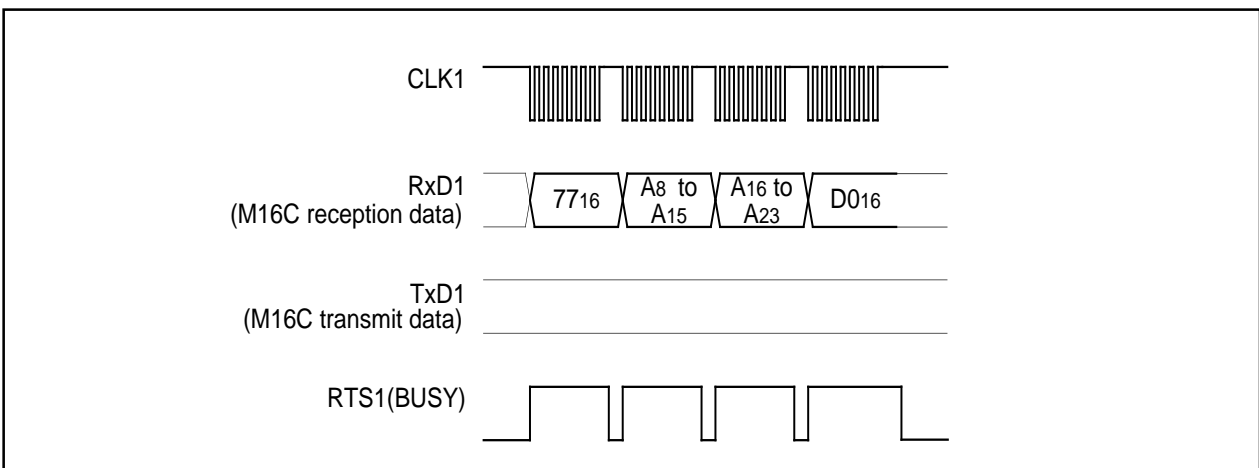 CLK1
RxD1
(M16C reception data)
7716
A8 to
A15
A16 to
A23
D016
TxD1
(M16C transmit data)
RTS1(BUSY)